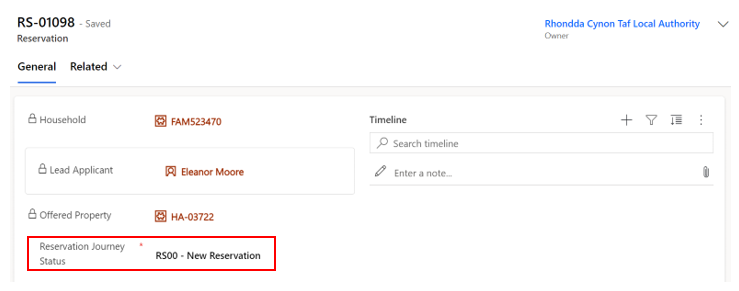 RS-01098 - Saved
Reservation
Rhondda Cynon Taf Local Authority
Owner
General Related
Household FAM523470
Lead Applicant Eleanor Moore
Offered Property HA-03722
Reservation Journey Status * RS00 - New Reservation
Timeline
Search timeline
Enter a note...